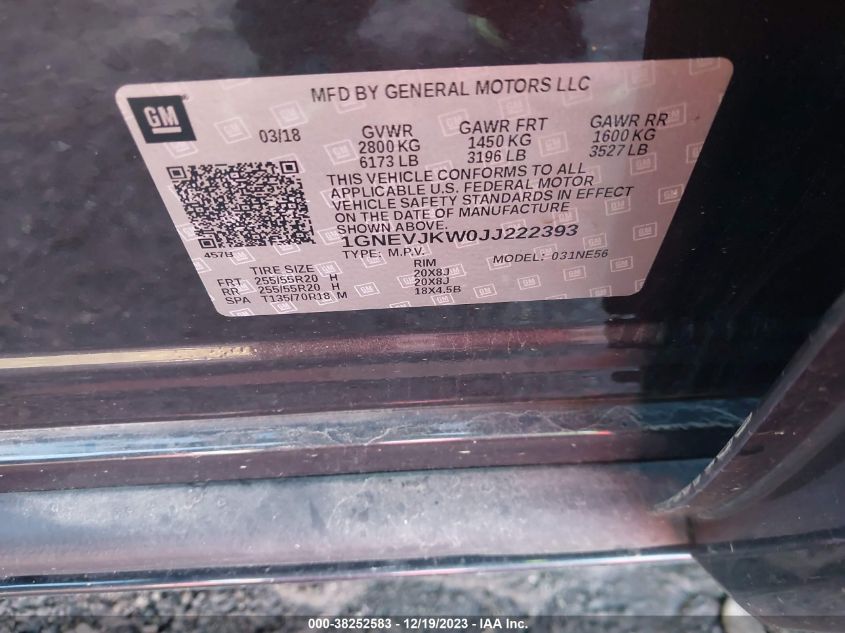 MFD BY GENERAL MOTORS LLC
GM
03/18 GVWR GAWR FRT GAWR RR
2800 KG 1450 KG 1600 KG
6173 LB 3196 LB 3527 LB
THIS VEHICLE CONFORMS TO ALL
APPLICABLE U.S. FEDERAL MOTOR
VEHICLE SAFETY STANDARDS IN EFFECT
ON THE DATE OF MANUFACTURE
SHOWN ABOVE.
1GNEVJKW0JJ222393
457B
TYPE: M.P.V. MODEL: 031NE56
TIRE SIZE RIM
FRT 255/55R20 H 20X8J
RR 255/55R20 H 20X8J
SPA T135/70R18 M 18X4.5B
000-38252583 / 12/19/2023 - IAA Inc.